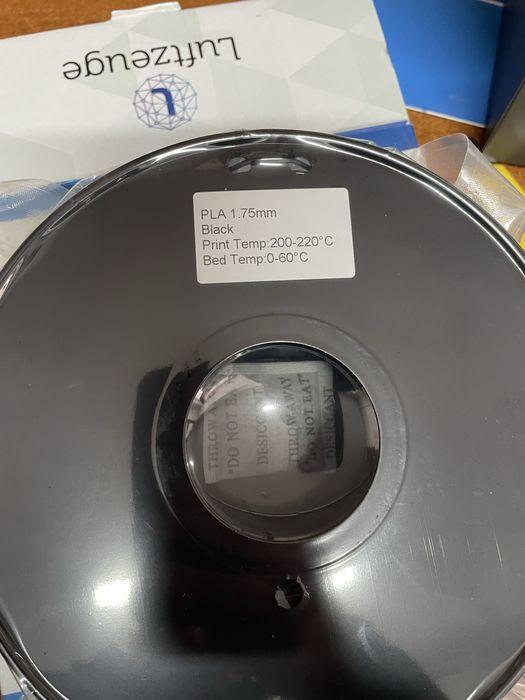 Luftzeuge
L
PLA 1.75mm
Black
Print Temp:200-220°C
Bed Temp:0-60°C
THROW AWAY
"DO NOT EAT"
DESICCANT
THROW AWAY
"DO NOT EAT"
DESICCANT